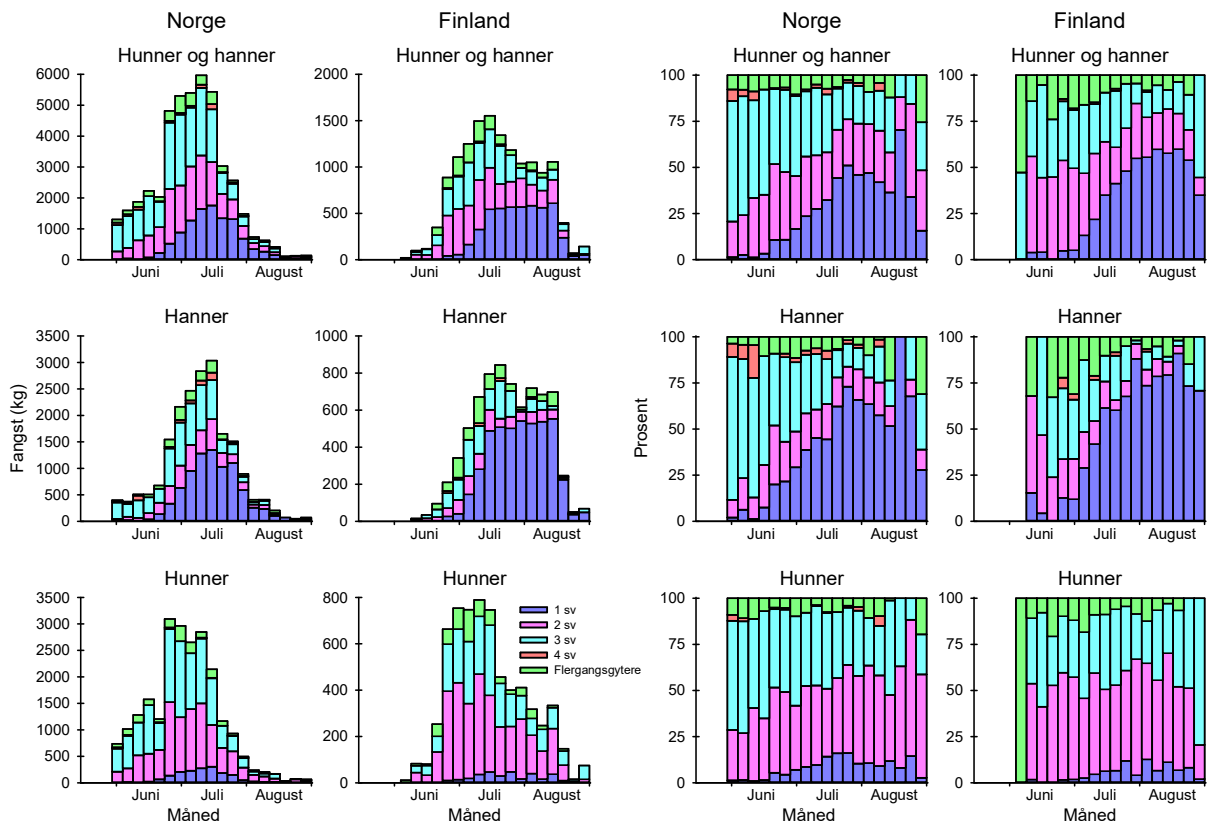 Norge Finland Norge Finland
Hunner og hanner Hunner og hanner Hunner og hanner Hunner og hanner
6000
5000
4000
3000
2000
1000
0
Juni Juli August
2000
1500
1000
500
0
Juni Juli August
100
75
50
25
0
Juni Juli August
100
75
50
25
0
Juni Juli August
Hanner Hanner Hanner Hanner
Fangst (kg)
3500
3000
2500
2000
1500
1000
500
0
Juni Juli August
1000
800
600
400
200
0
Juni Juli August
Prosent
100
75
50
25
0
Juni Juli August
100
75
50
25
0
Juni Juli August
Hunner Hunner Hunner Hunner
3500
3000
2500
2000
1500
1000
500
0
Juni Juli August
Måned
800
600
400
200
0
1 sv
2 sv
3 sv
4 sv
Flergangsgytere
Juni Juli August
Måned
100
75
50
25
0
Juni Juli August
Måned
100
75
50
25
0
Juni Juli August
Måned